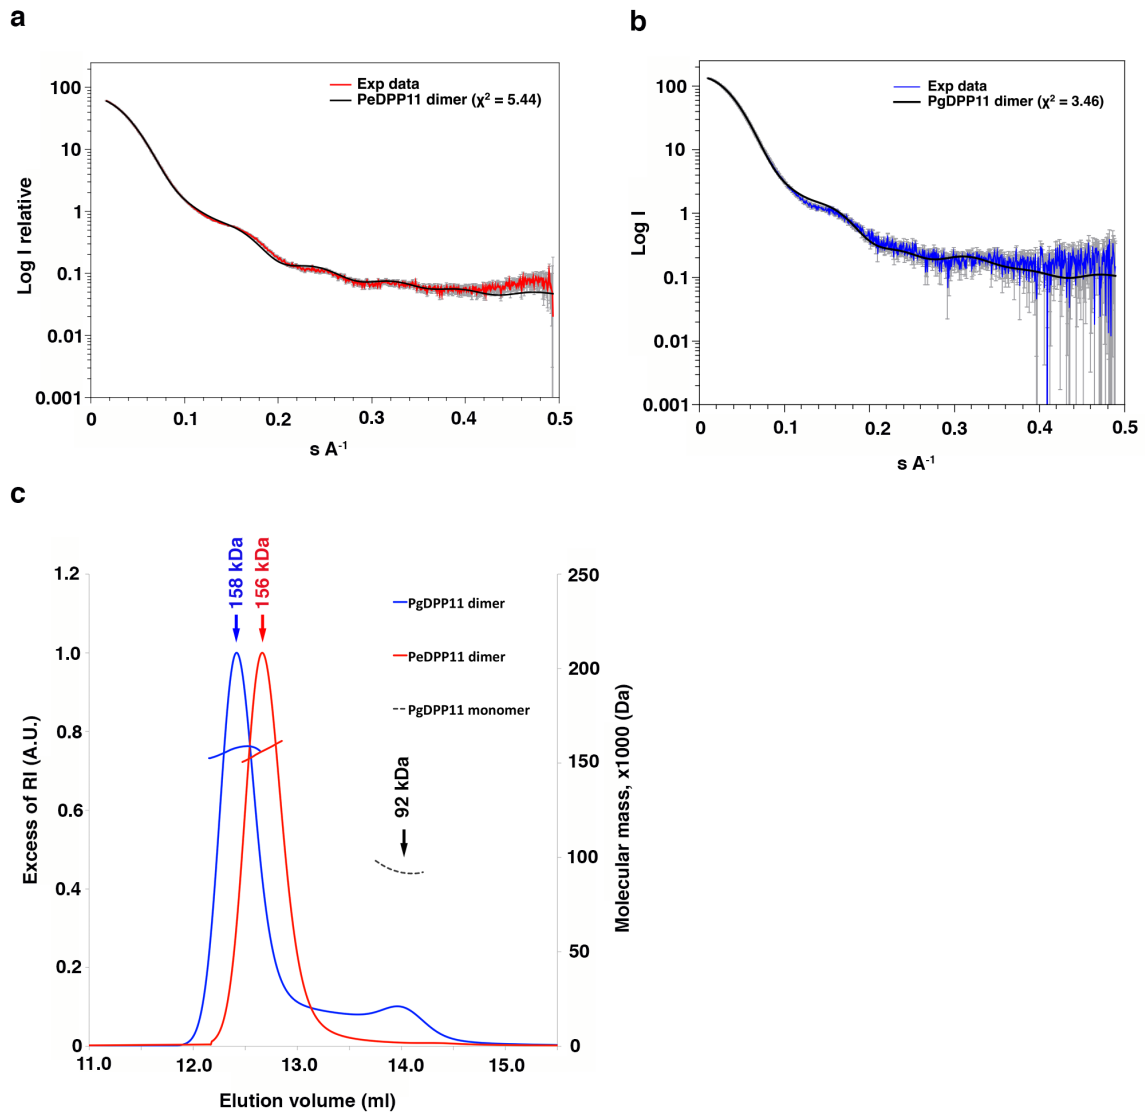 a
Exp data
PeDPP11 dimer (χ² = 5.44)
Log I relative
100
10
1
0.1
0.01
0.001
0
0.1
0.2
0.3
0.4
0.5
s A⁻¹
b
Exp data
PgDPP11 dimer (χ² = 3.46)
Log I
100
10
1
0.1
0.01
0.001
0
0.1
0.2
0.3
0.4
0.5
s A⁻¹
c
158 kDa
156 kDa
92 kDa
PgDPP11 dimer
PeDPP11 dimer
PgDPP11 monomer
Excess of RI (A.U.)
1.2
1.0
0.8
0.6
0.4
0.2
0
Molecular mass, x1000 (Da)
250
200
150
100
50
0
11.0
12.0
13.0
14.0
15.0
Elution volume (ml)